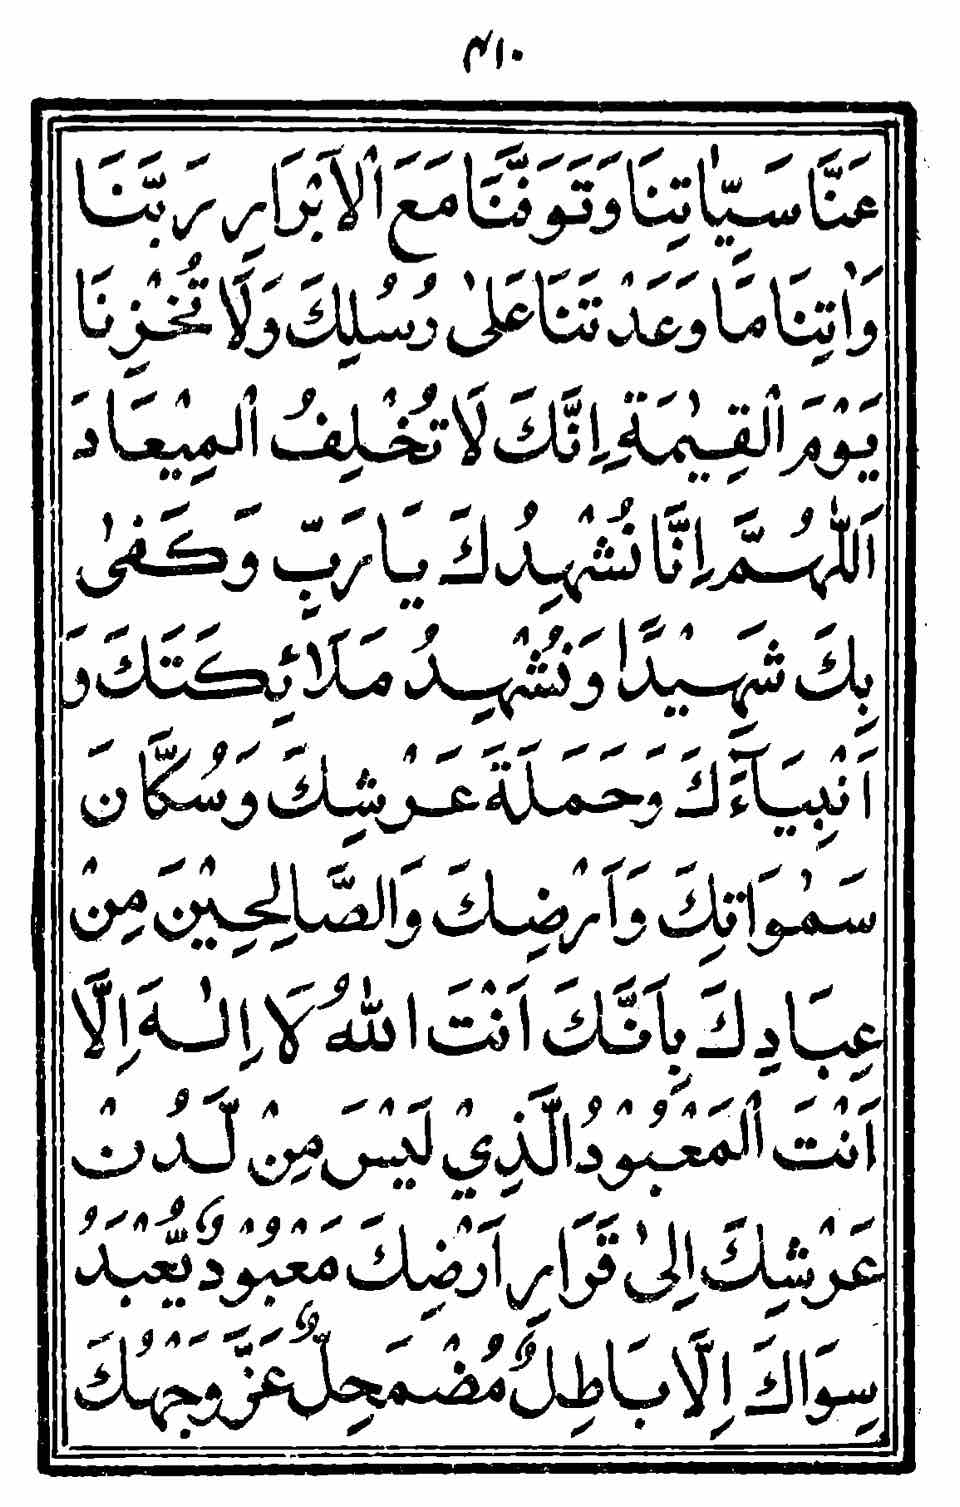 ۴۱۰
عَنَّا سَيِّاٰتِنَا وَتَوَفَّنَا مَعَ الْاَبْرَارِ رَبَّنَا
وَاٰتِنَا مَا وَعَدْتَنَا عَلٰى رُسُلِكَ وَلَا تُخْزِنَا
يَوْمَ الْقِيٰمَةِ اِنَّكَ لَا تُخْلِفُ الْمِيْعَادَ
اَللّٰهُمَّ اِنَّا نُشْهِدُكَ يَا رَبِّ وَكَفٰى
بِكَ شَهِيْدًا وَنُشْهِدُ مَلَائِكَتَكَ وَ
اَنْبِيَآءَكَ وَحَمَلَةَ عَرْشِكَ وَسُكَّانَ
سَمٰوَاتِكَ وَاَرْضِكَ وَالصَّالِحِيْنَ مِنْ
عِبَادِكَ بِاَنَّكَ اَنْتَ اللّٰهُ لَا اِلٰهَ اِلَّا
اَنْتَ الْمَعْبُوْدُ الَّذِيْ لَيْسَ مِنْ لَّدُنْ
عَرْشِكَ اِلٰى قَرَارِ اَرْضِكَ مَعْبُوْدٌ يُّعْبَدُ
سِوَاكَ اِلَّا بَاطِلٌ مُضْمَحِلٌّ عَزَّ وَجْهُكَ